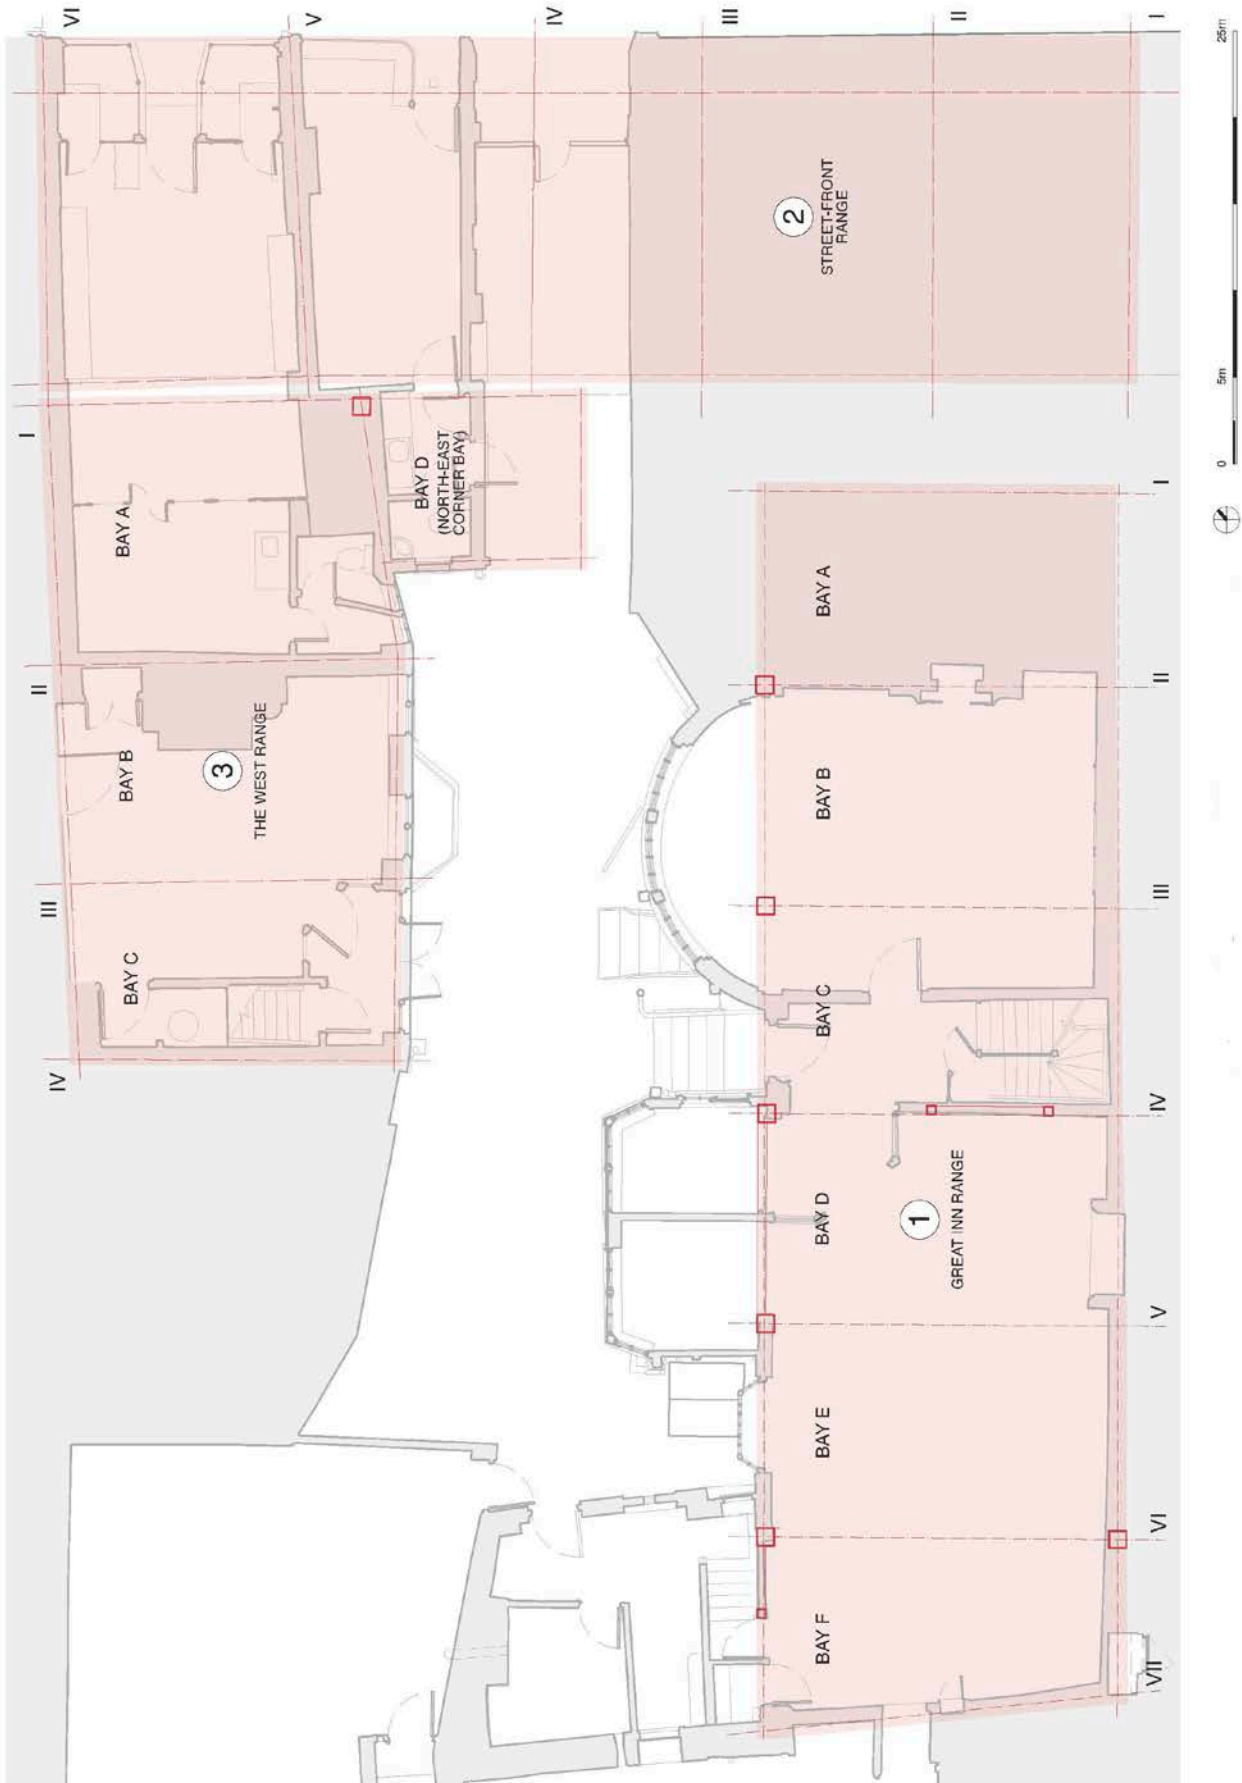 VI
V
IV
III
II
I
2
STREET-FRONT
RANGE
I
II
III
IV
BAY A
BAY B
BAY C
3
THE WEST RANGE
BAY D
(NORTH-EAST
CORNER BAY)
I
II
III
IV
V
VI
VII
BAY A
BAY B
BAY C
BAY D
BAY E
BAY F
1
GREAT INN RANGE
0
5m
25m